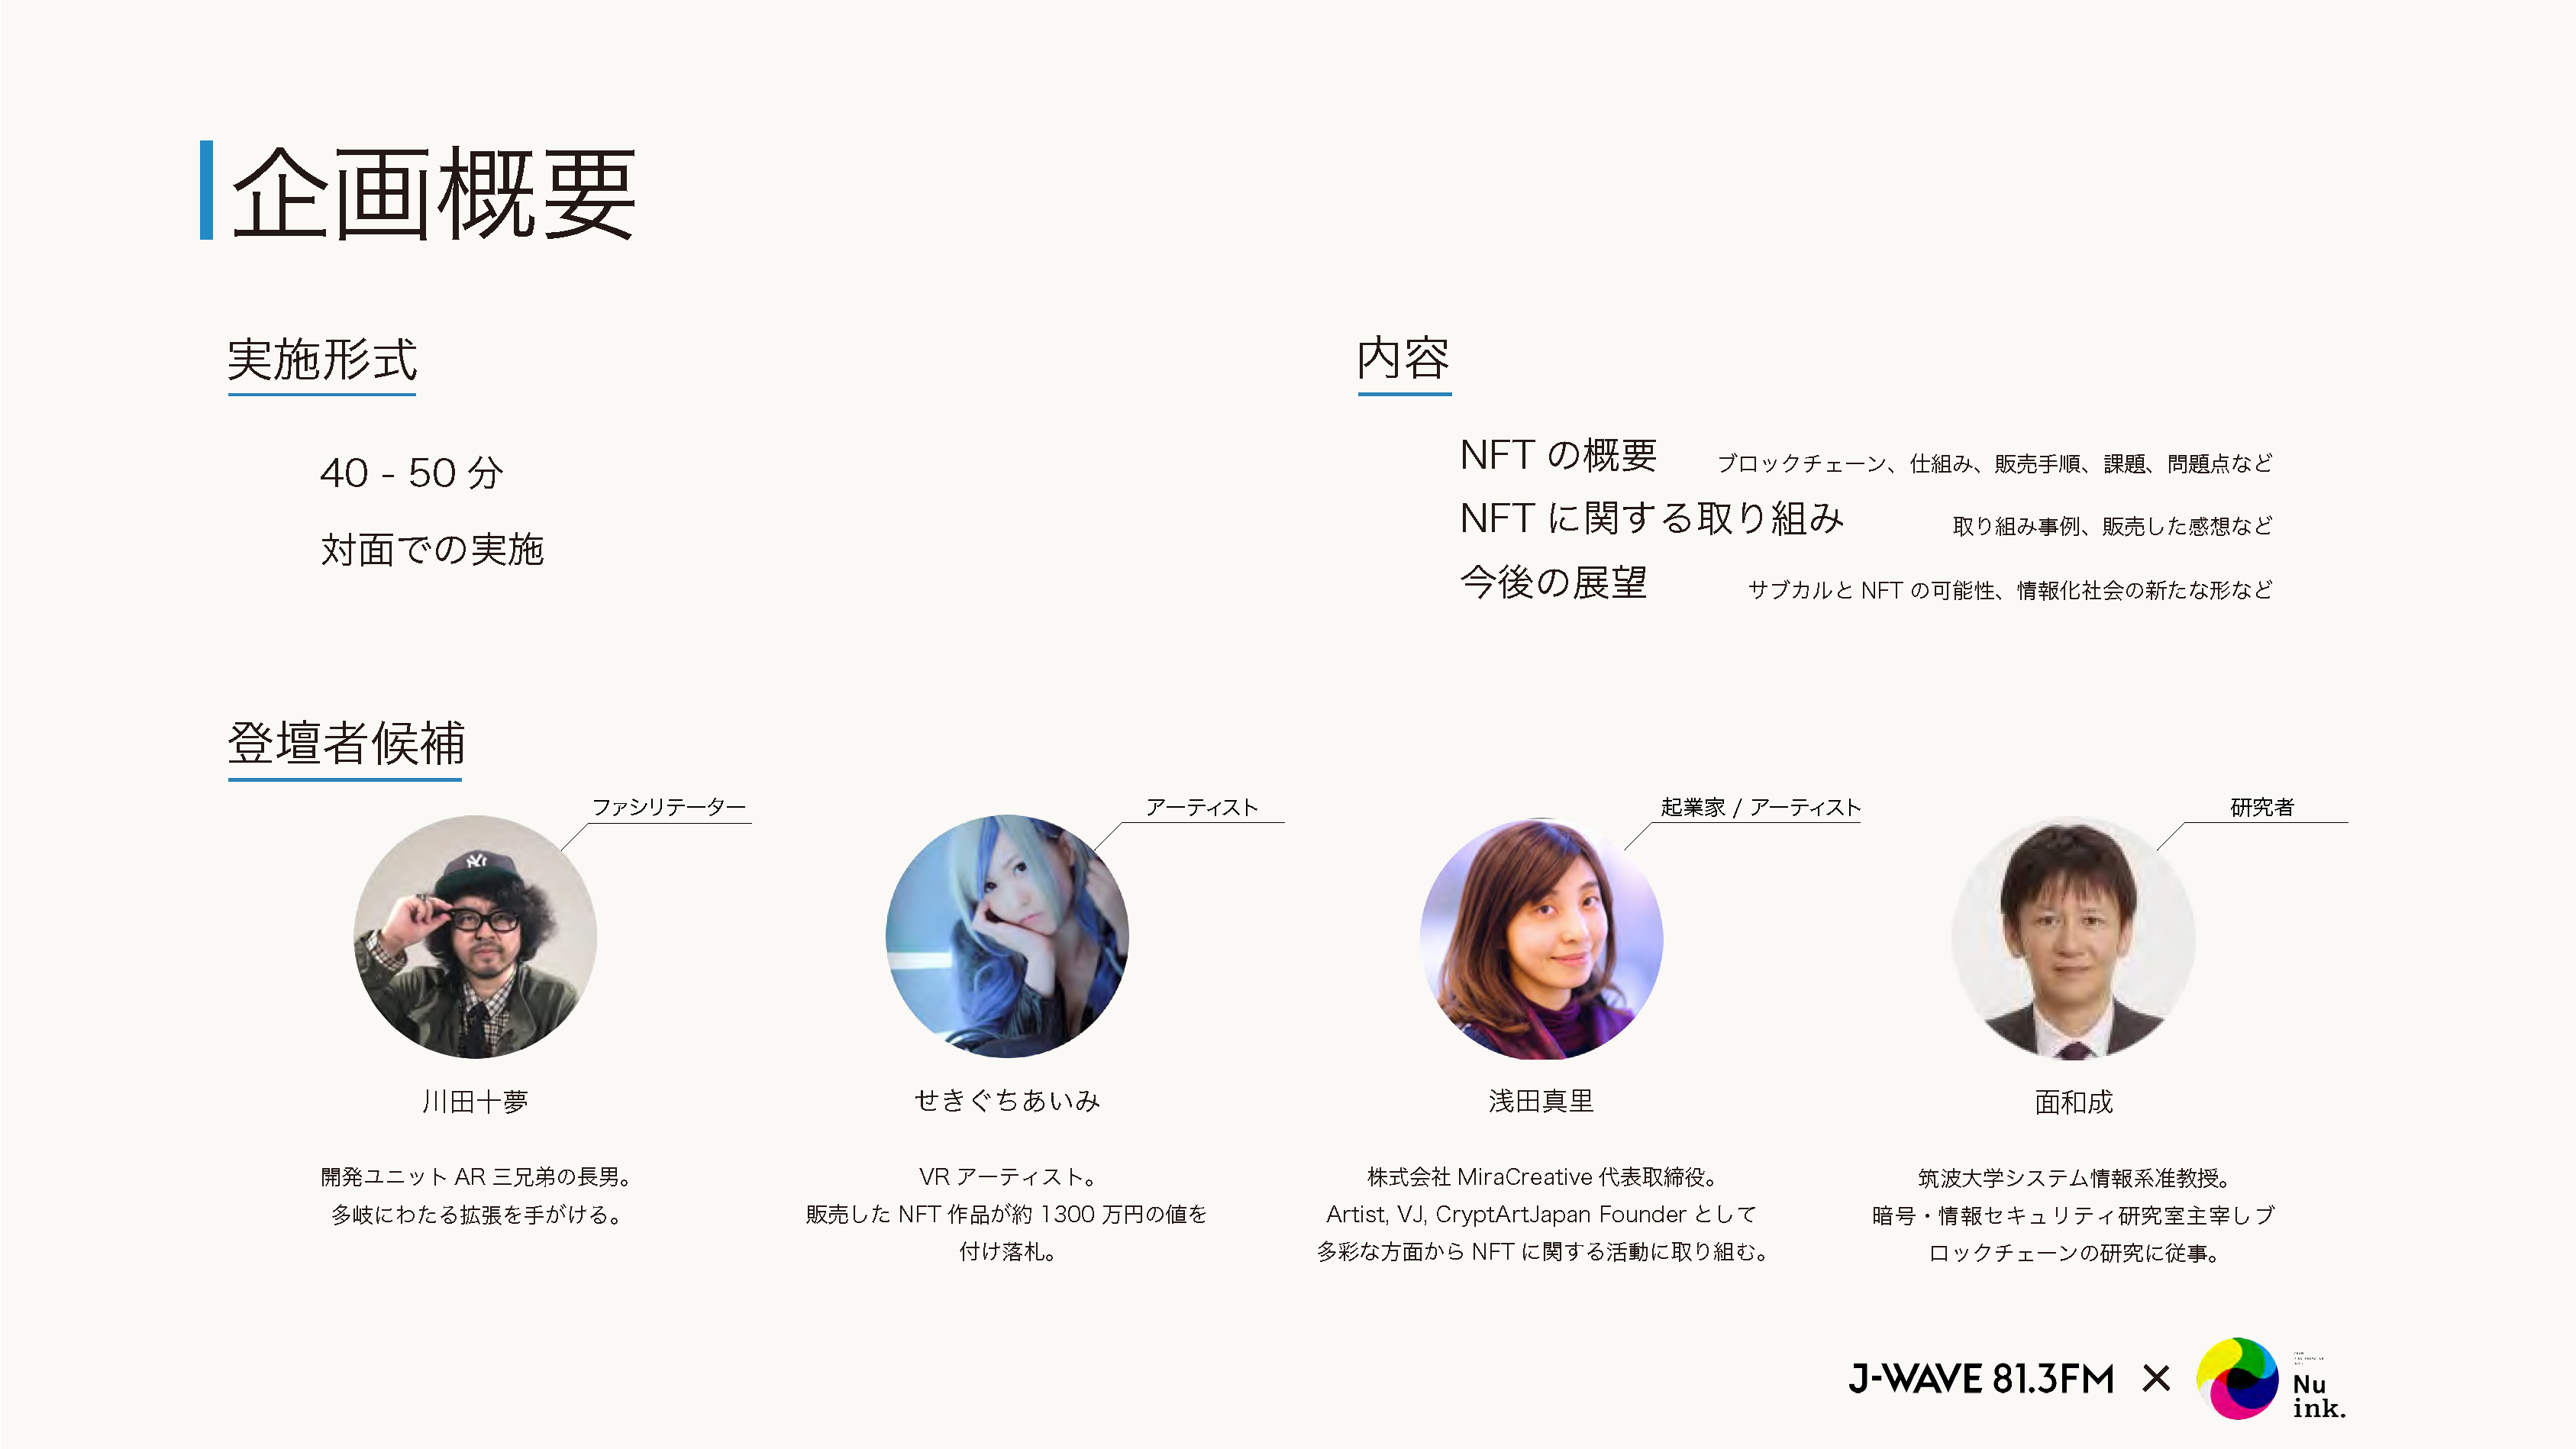 企画概要
実施形式
40 - 50 分
対面での実施
内容
NFT の概要 ブロックチェーン、仕組み、販売手順、課題、問題点など
NFT に関する取り組み 取り組み事例、販売した感想など
今後の展望 サブカルと NFT の可能性、情報化社会の新たな形など
登壇者候補
ファシリテーター
川田十夢
開発ユニット AR 三兄弟の長男。
多岐にわたる拡張を手がける。
アーティスト
せきぐちあいみ
VR アーティスト。
販売した NFT 作品が約 1300 万円の値を
付け落札。
起業家 / アーティスト
浅田真里
株式会社 MiraCreative 代表取締役。
Artist, VJ, CryptArtJapan Founder として
多彩な方面から NFT に関する活動に取り組む。
研究者
面和成
筑波大学システム情報系准教授。
暗号・情報セキュリティ研究室主宰しブ
ロックチェーンの研究に従事。
J-WAVE 81.3FM ×
Nu
ink.